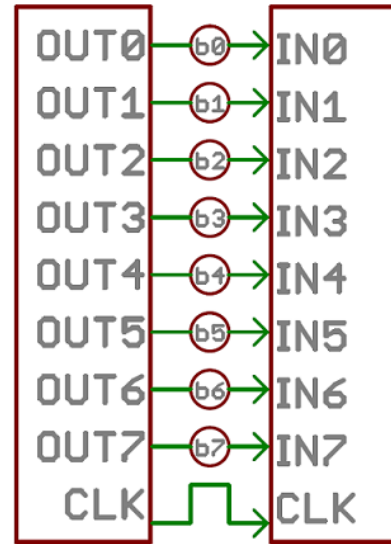 OUT0 b0 IN0
OUT1 b1 IN1
OUT2 b2 IN2
OUT3 b3 IN3
OUT4 b4 IN4
OUT5 b5 IN5
OUT6 b6 IN6
OUT7 b7 IN7
CLK CLK